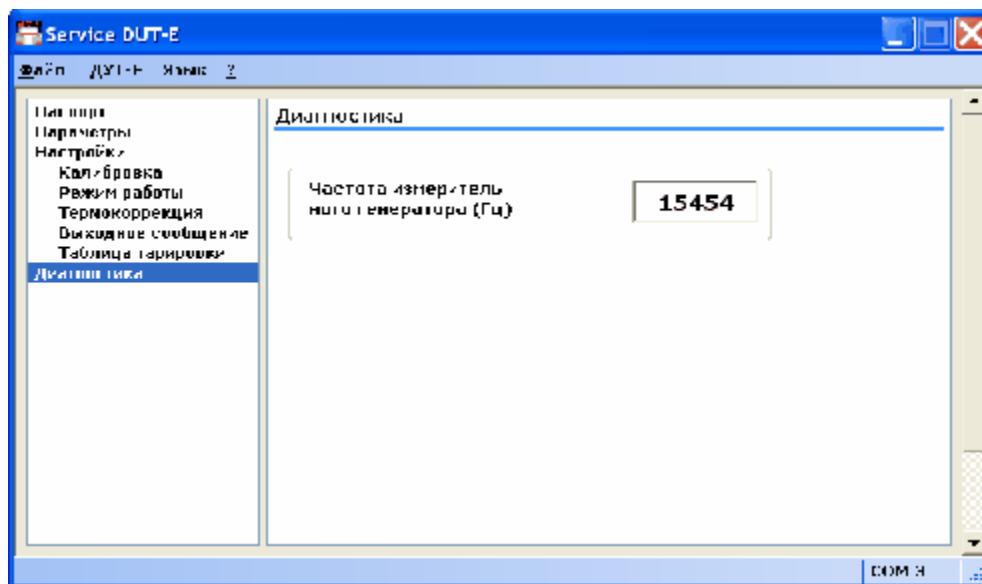 Service DUT-E
Файл ДУТ-Е Язык ?
Паспорт
Параметры
Настройки
Калибровка
Режим работы
Термокоррекция
Выходное сообщение
Таблица тарировки
Диагностика
Диагностика
Частота измеритель
ного генератора (Гц)
15454
COM 3